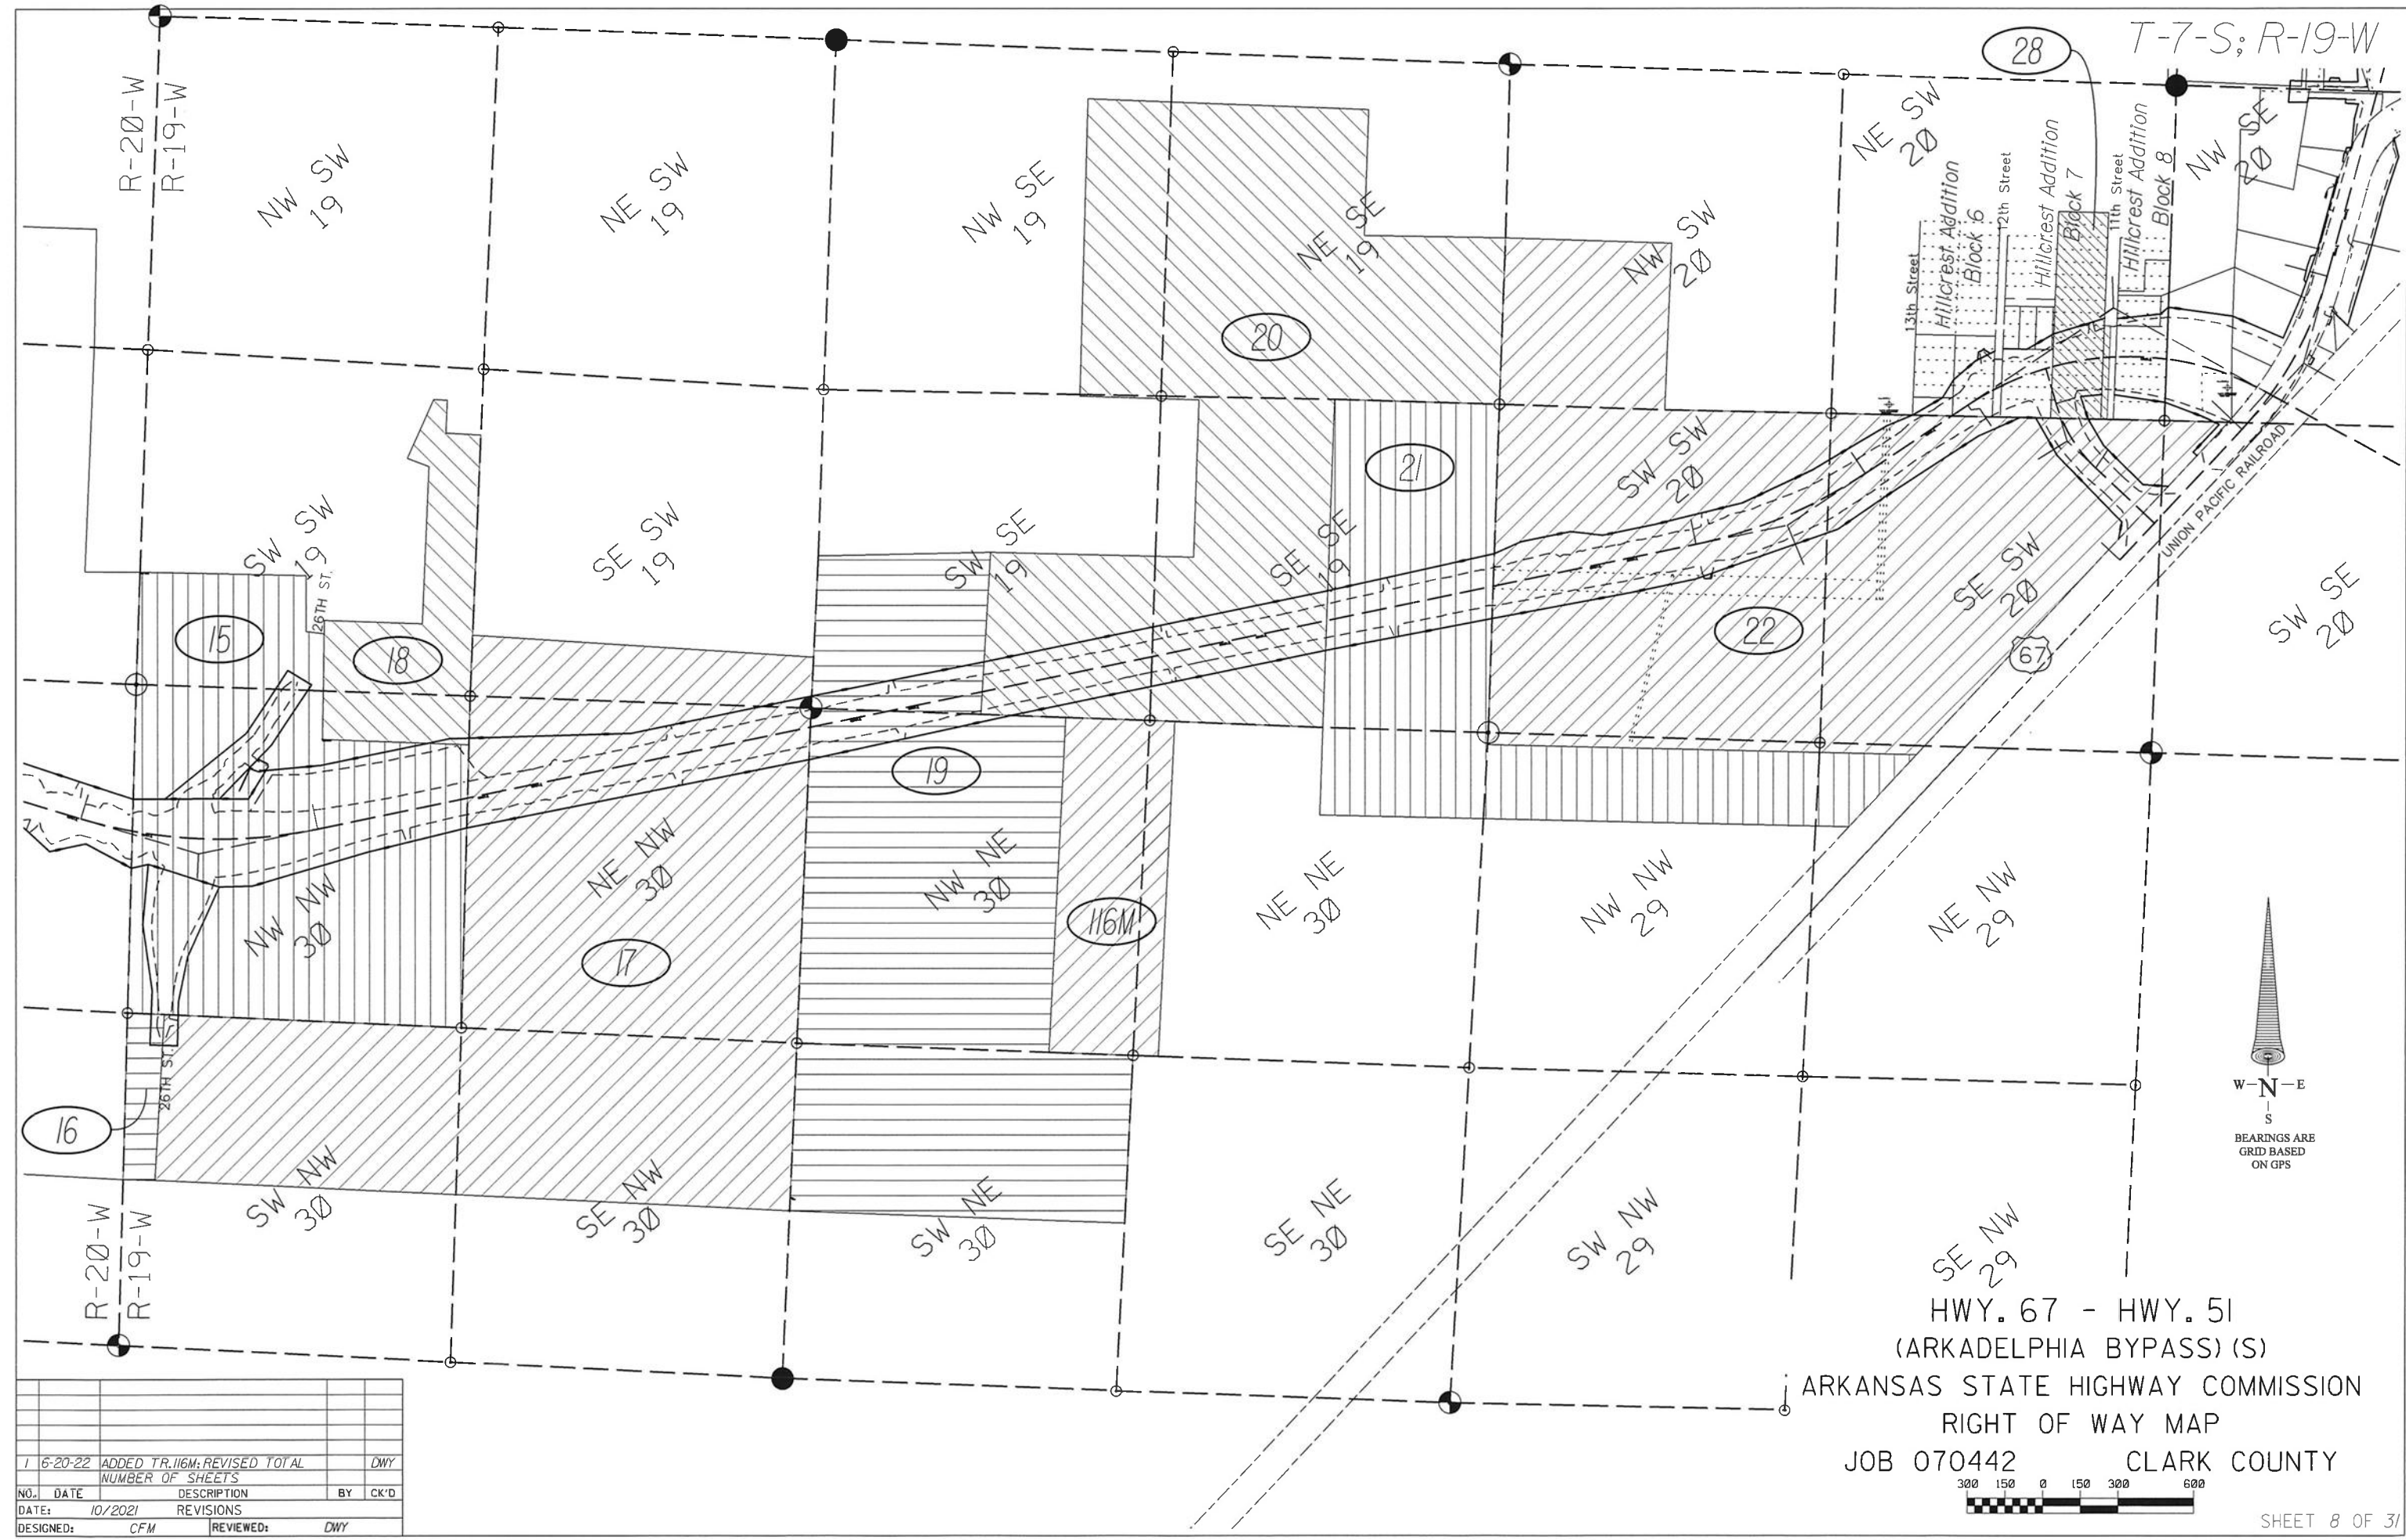 T-7-S; R-19-W
28
R-20-W
R-19-W
NW SW
19
NE SW
19
NW SE
19
NE SE
19
NW SW
20
NE SW
20
NW SE
20
13th Street
Hillcrest Addition
Block 6
12th Street
Hillcrest Addition
Block 7
11th Street
Hillcrest Addition
Block 8
20
21
SW SW
19
26TH ST.
SE SW
19
SW SE
19
SE SE
19
SW SW
20
SE SW
20
SW SE
20
UNION PACIFIC RAILROAD
67
15
18
22
19
NW NW
30
NE NW
30
NW NE
30
NE NE
30
NW NW
29
NE NW
29
17
116M
16
26TH ST.
SW NW
30
SE NW
30
SW NE
30
SE NE
30
SW NW
29
SE NW
29
R-20-W
R-19-W
W-N-E
S
BEARINGS ARE
GRID BASED
ON GPS
HWY. 67 - HWY. 51
(ARKADELPHIA BYPASS) (S)
ARKANSAS STATE HIGHWAY COMMISSION
RIGHT OF WAY MAP
JOB 070442 CLARK COUNTY
300 150 0 150 300 600
1 6-20-22 ADDED TR.116M; REVISED TOTAL DWY
NUMBER OF SHEETS
NO. DATE DESCRIPTION BY CK'D
DATE: 10/2021 REVISIONS
DESIGNED: CFM REVIEWED: DWY
SHEET 8 OF 31